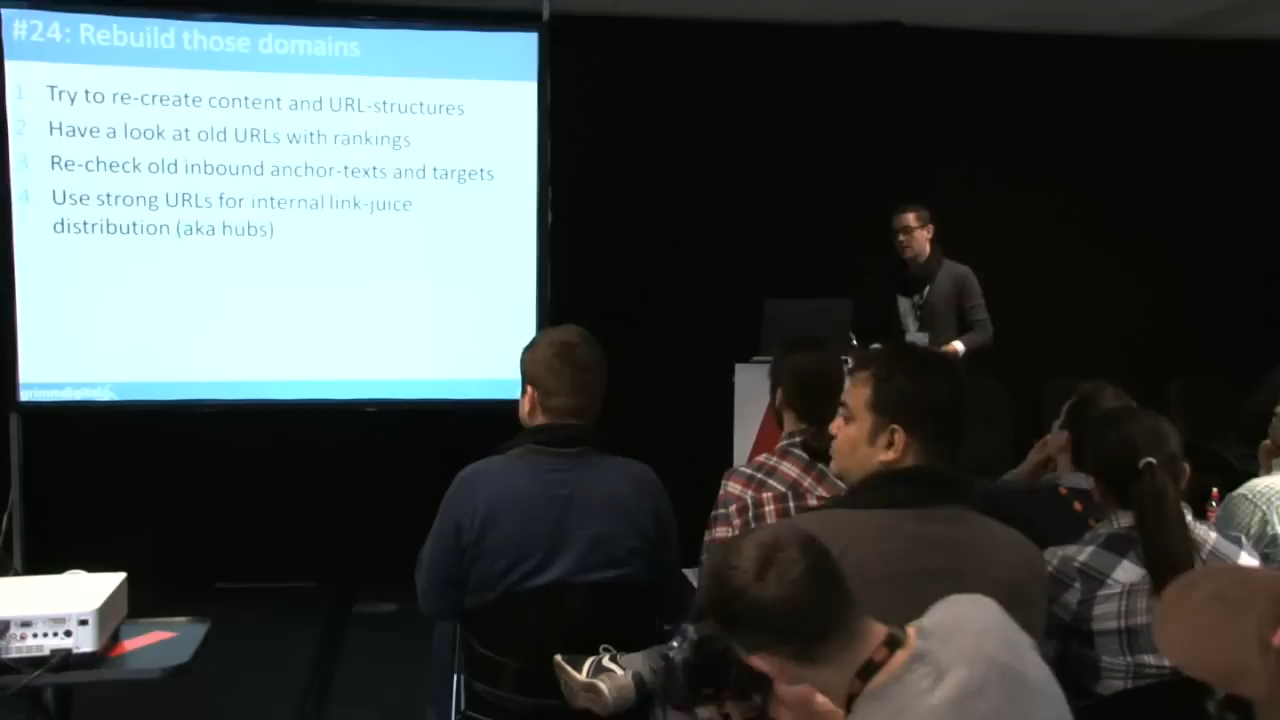 #24: Rebuild those domains
1. Try to re-create content and URL-structures
2. Have a look at old URLs with rankings
3. Re-check old inbound anchor-texts and targets
4. Use strong URLs for internal link-juice
distribution (aka hubs)
grimmdigital